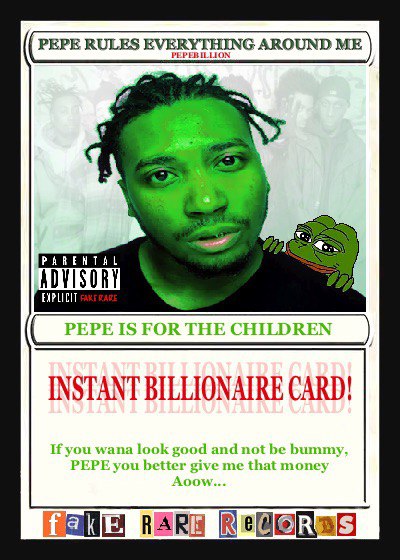 PEPE RULES EVERYTHING AROUND ME
PEPEBILLION
PARENTAL
ADVISORY
EXPLICIT FAKE RARE
PEPE IS FOR THE CHILDREN
INSTANT BILLIONAIRE CARD!
If you wana look good and not be bummy,
PEPE you better give me that money
Aoow...
faKE RARE ReCORDS